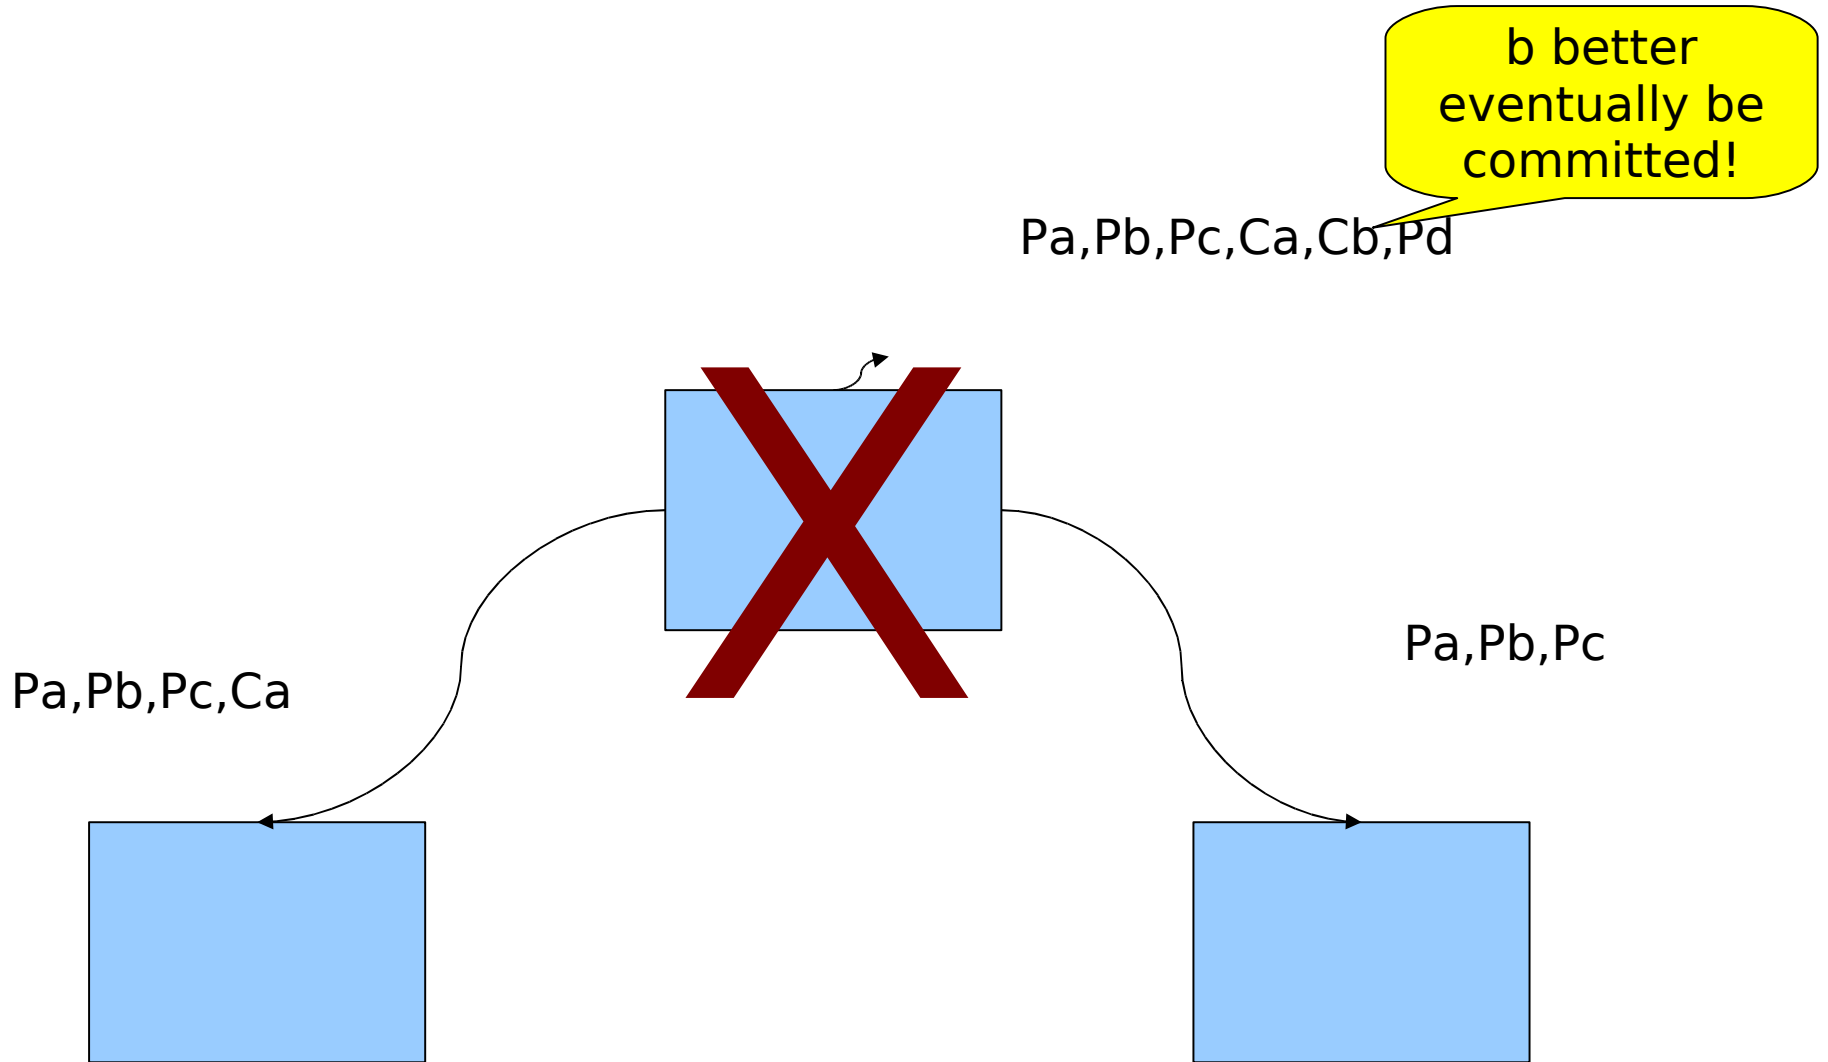 b better
eventually be
committed!
Pa,Pb,Pc,Ca,Cb,Pd
Pa,Pb,Pc
Pa,Pb,Pc,Ca